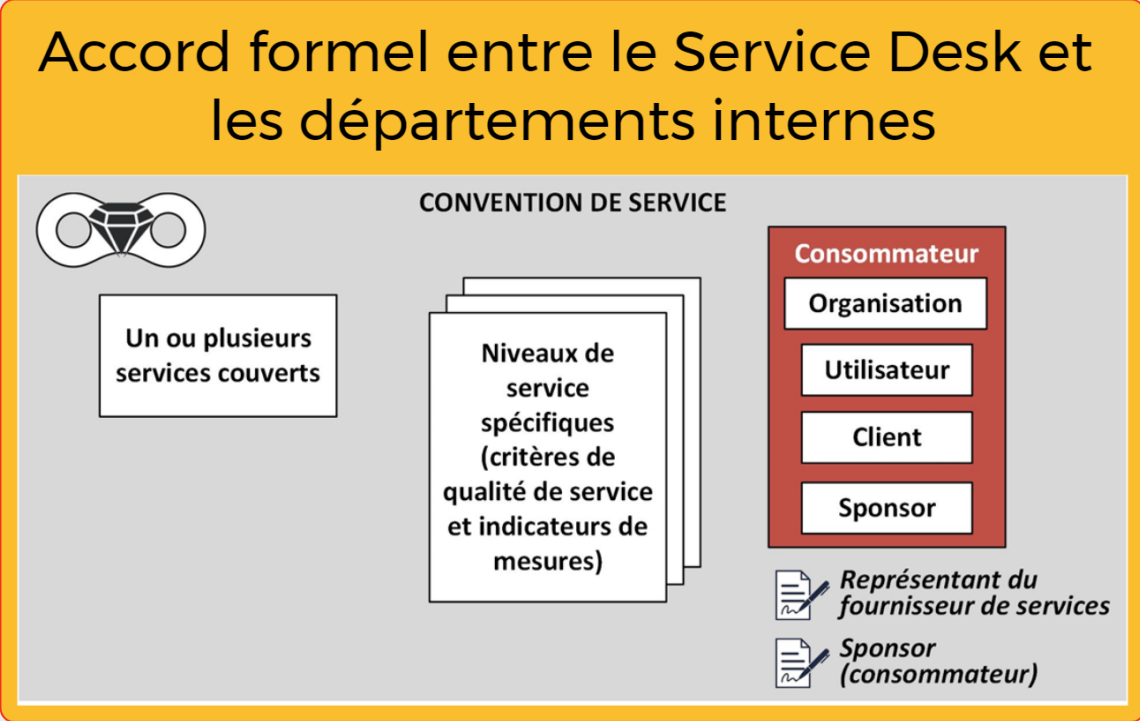 Accord formel entre le Service Desk et
les départements internes
CONVENTION DE SERVICE
Un ou plusieurs
services couverts
Niveaux de
service
spécifiques
(critères de
qualité de service
et indicateurs de
mesures)
Consommateur
Organisation
Utilisateur
Client
Sponsor
Représentant du
fournisseur de services
Sponsor
(consommateur)